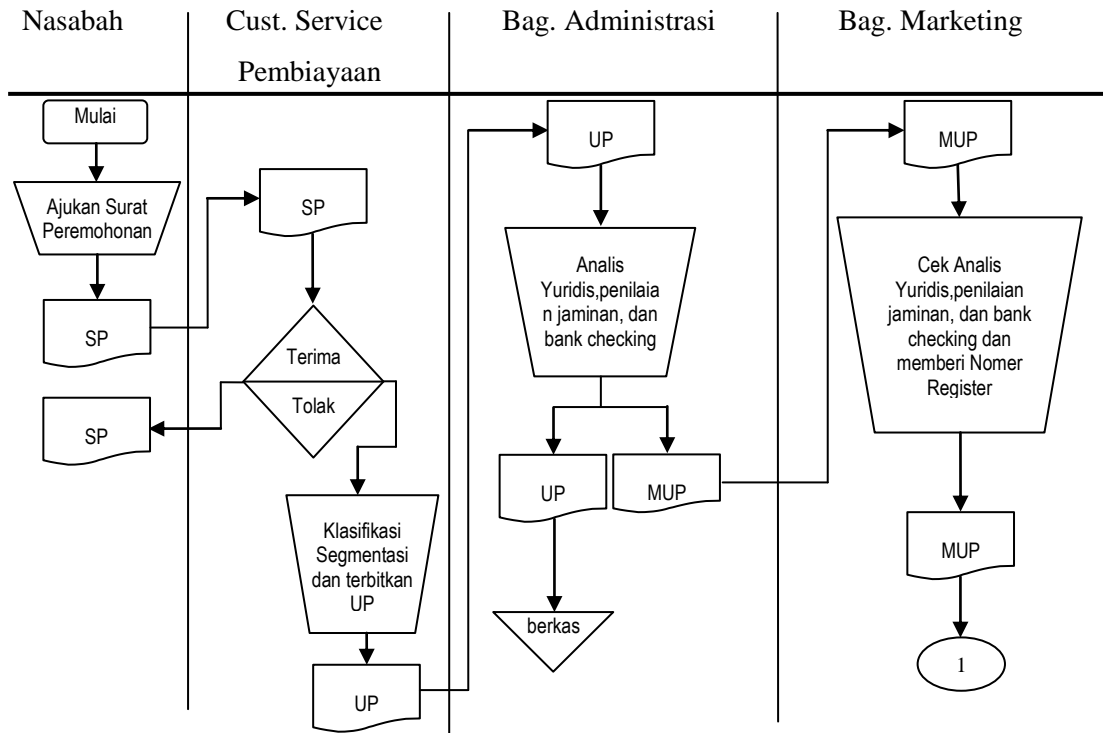 Nasabah
Cust. Service
Pembiayaan
Bag. Administrasi
Bag. Marketing
Mulai
Ajukan Surat
Peremohonan
SP
SP
SP
Terima
Tolak
Klasifikasi
Segmentasi
dan terbitkan
UP
UP
UP
Analis
Yuridis,penilaia
n jaminan, dan
bank checking
UP
MUP
berkas
MUP
Cek Analis
Yuridis,penilaian
jaminan, dan bank
checking dan
memberi Nomer
Register
MUP
1